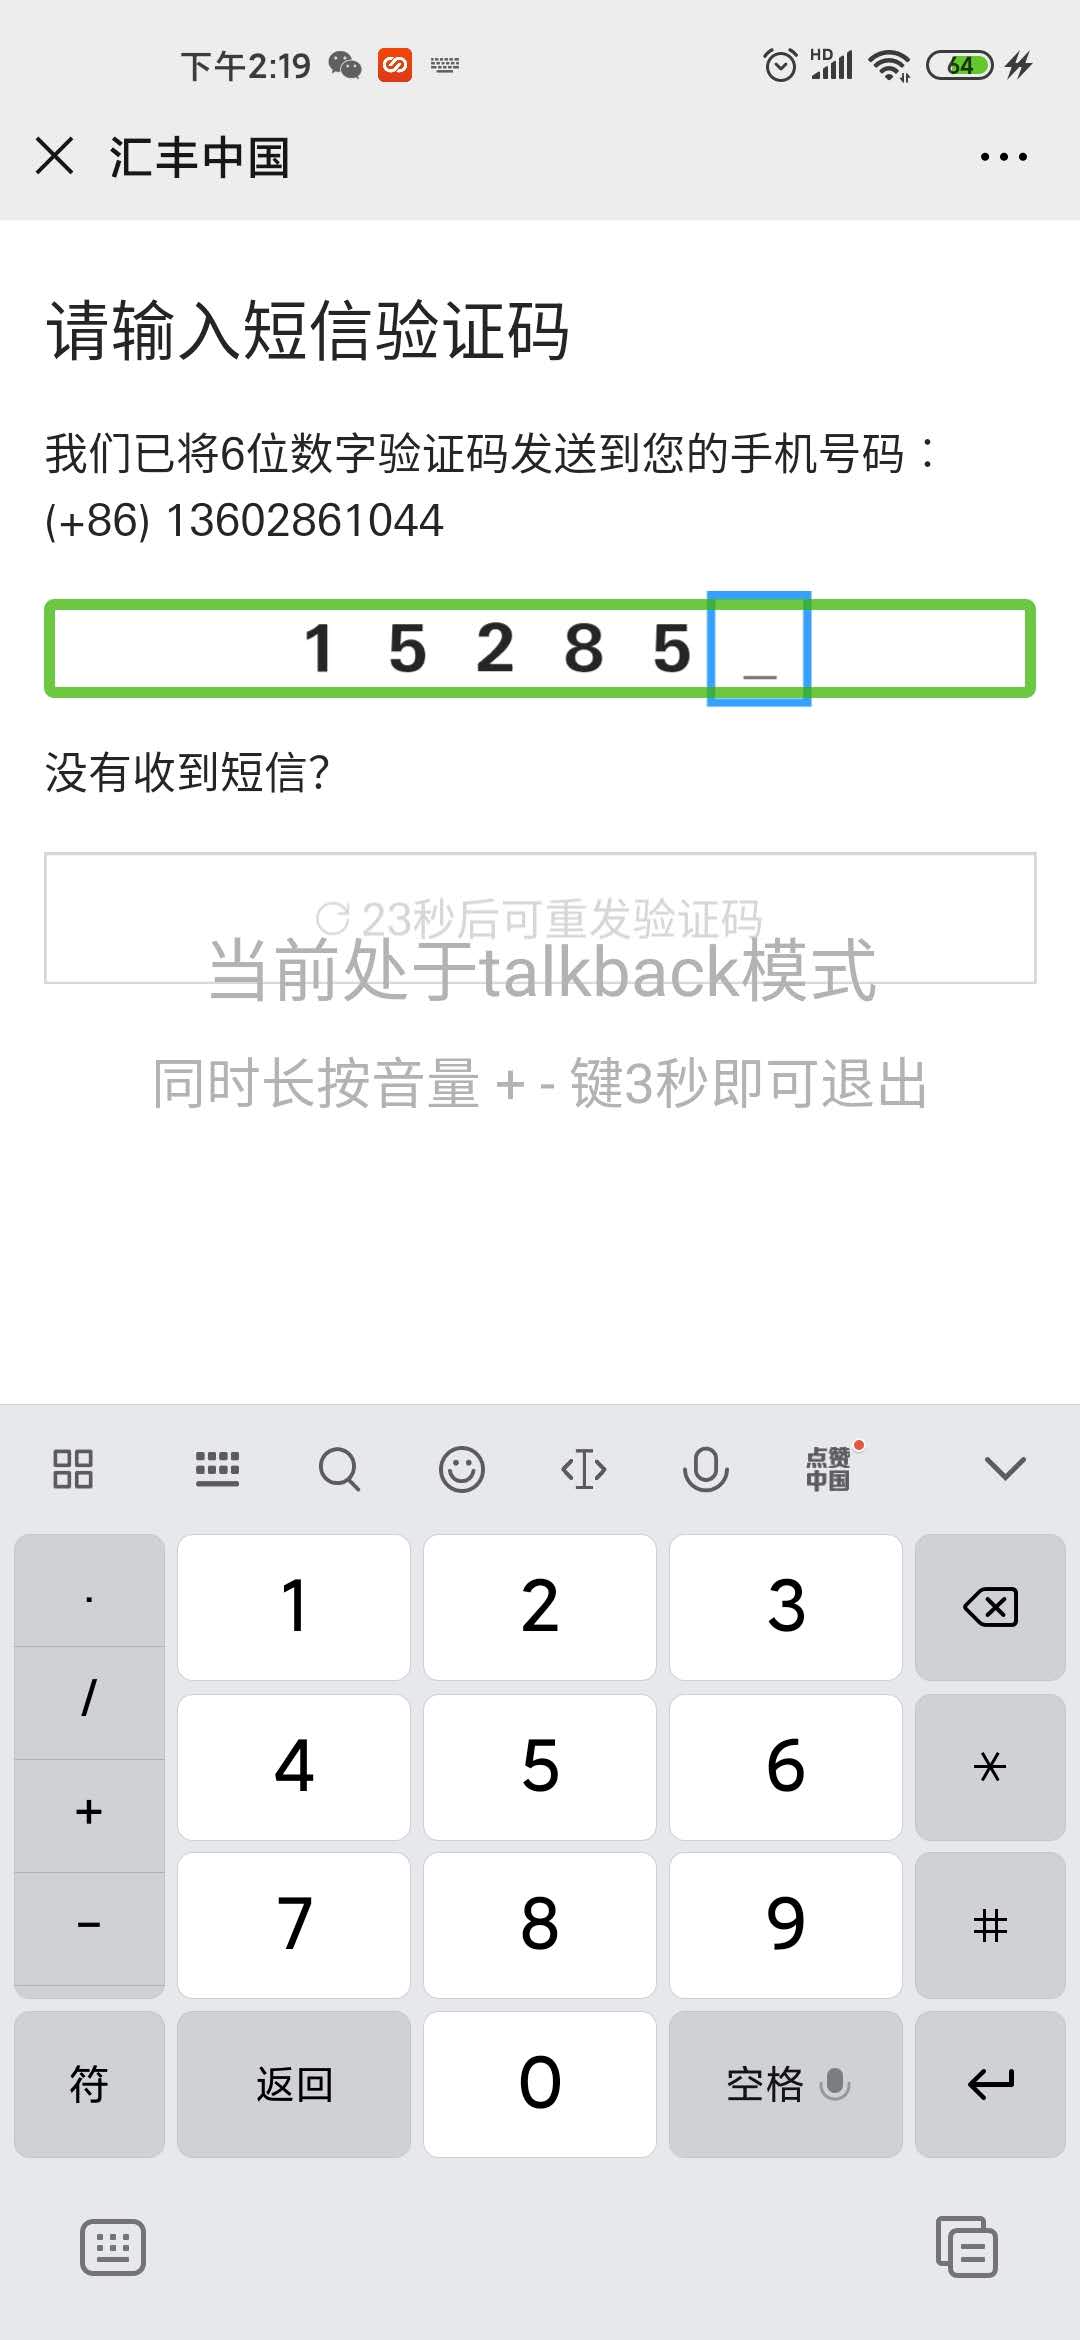 下午2:19 HD 64
汇丰中国
请输入短信验证码
我们已将6位数字验证码发送到您的手机号码：
(+86) 13602861044
1 5 2 8 5 _
没有收到短信？
23秒后可重发验证码
当前处于talkback模式
同时长按音量 + - 键3秒即可退出
点赞
中国
. 1 2 3
/ 4 5 6 *
+ 7 8 9 #
-
符 返回 0 空格